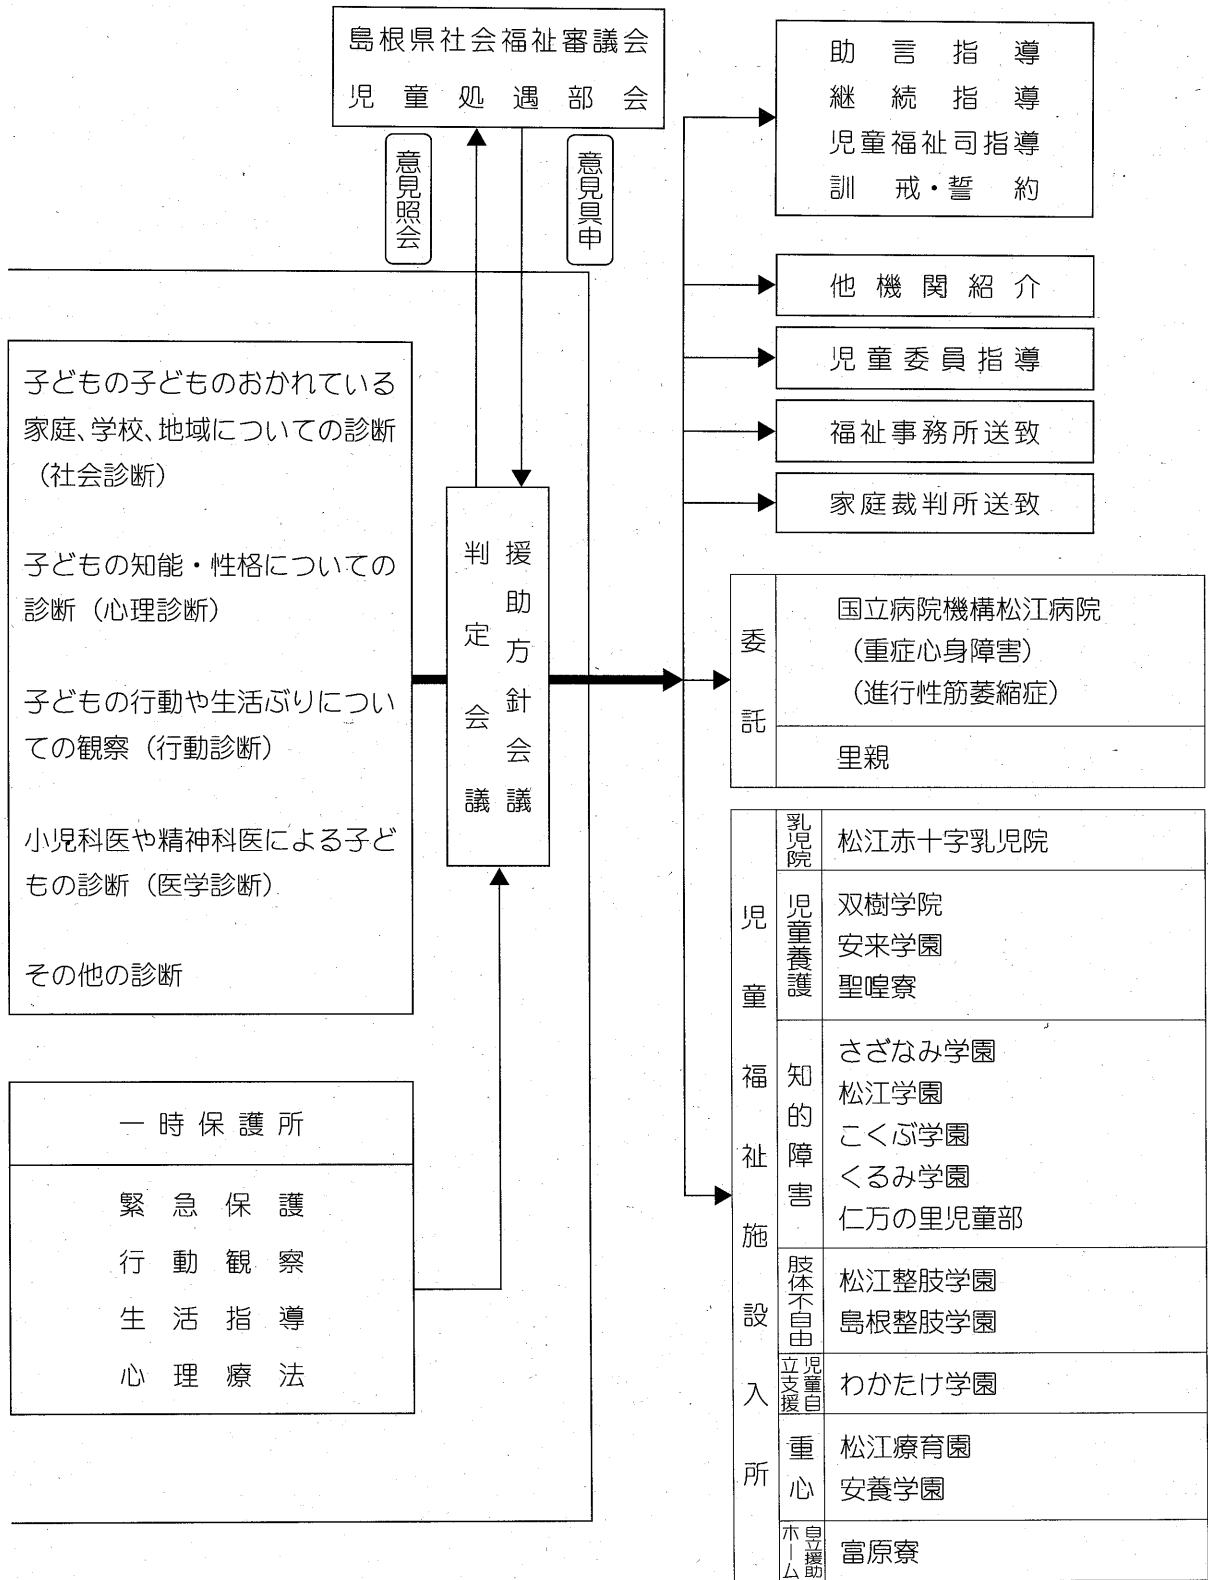 島根県社会福祉審議会
児童処遇部会
意見照会
意見具申
子どもの子どものおかれている
家庭、学校、地域についての診断
(社会診断)
子どもの知能・性格についての
診断(心理診断)
子どもの行動や生活ぶりについ
ての観察(行動診断)
小児科医や精神科医による子ど
もの診断(医学診断)
その他の診断
一時保護所
緊急保護
行動観察
生活指導
心理療法
援助方針会議
判定会議
助言指導
継続指導
児童福祉司指導
訓戒・誓約
他機関紹介
児童委員指導
福祉事務所送致
家庭裁判所送致
委託
国立病院機構松江病院
(重症心身障害)
(進行性筋萎縮症)
里親
児童福祉施設入所
乳児院
松江赤十字乳児院
児童養護
双樹学院
安来学園
聖喤寮
知的障害
さざなみ学園
松江学園
こくぶ学園
くるみ学園
仁万の里児童部
肢体不自由
松江整肢学園
島根整肢学園
児童自
立支援
わかたけ学園
重心
松江療育園
安養学園
自立援助
ホーム
富原寮